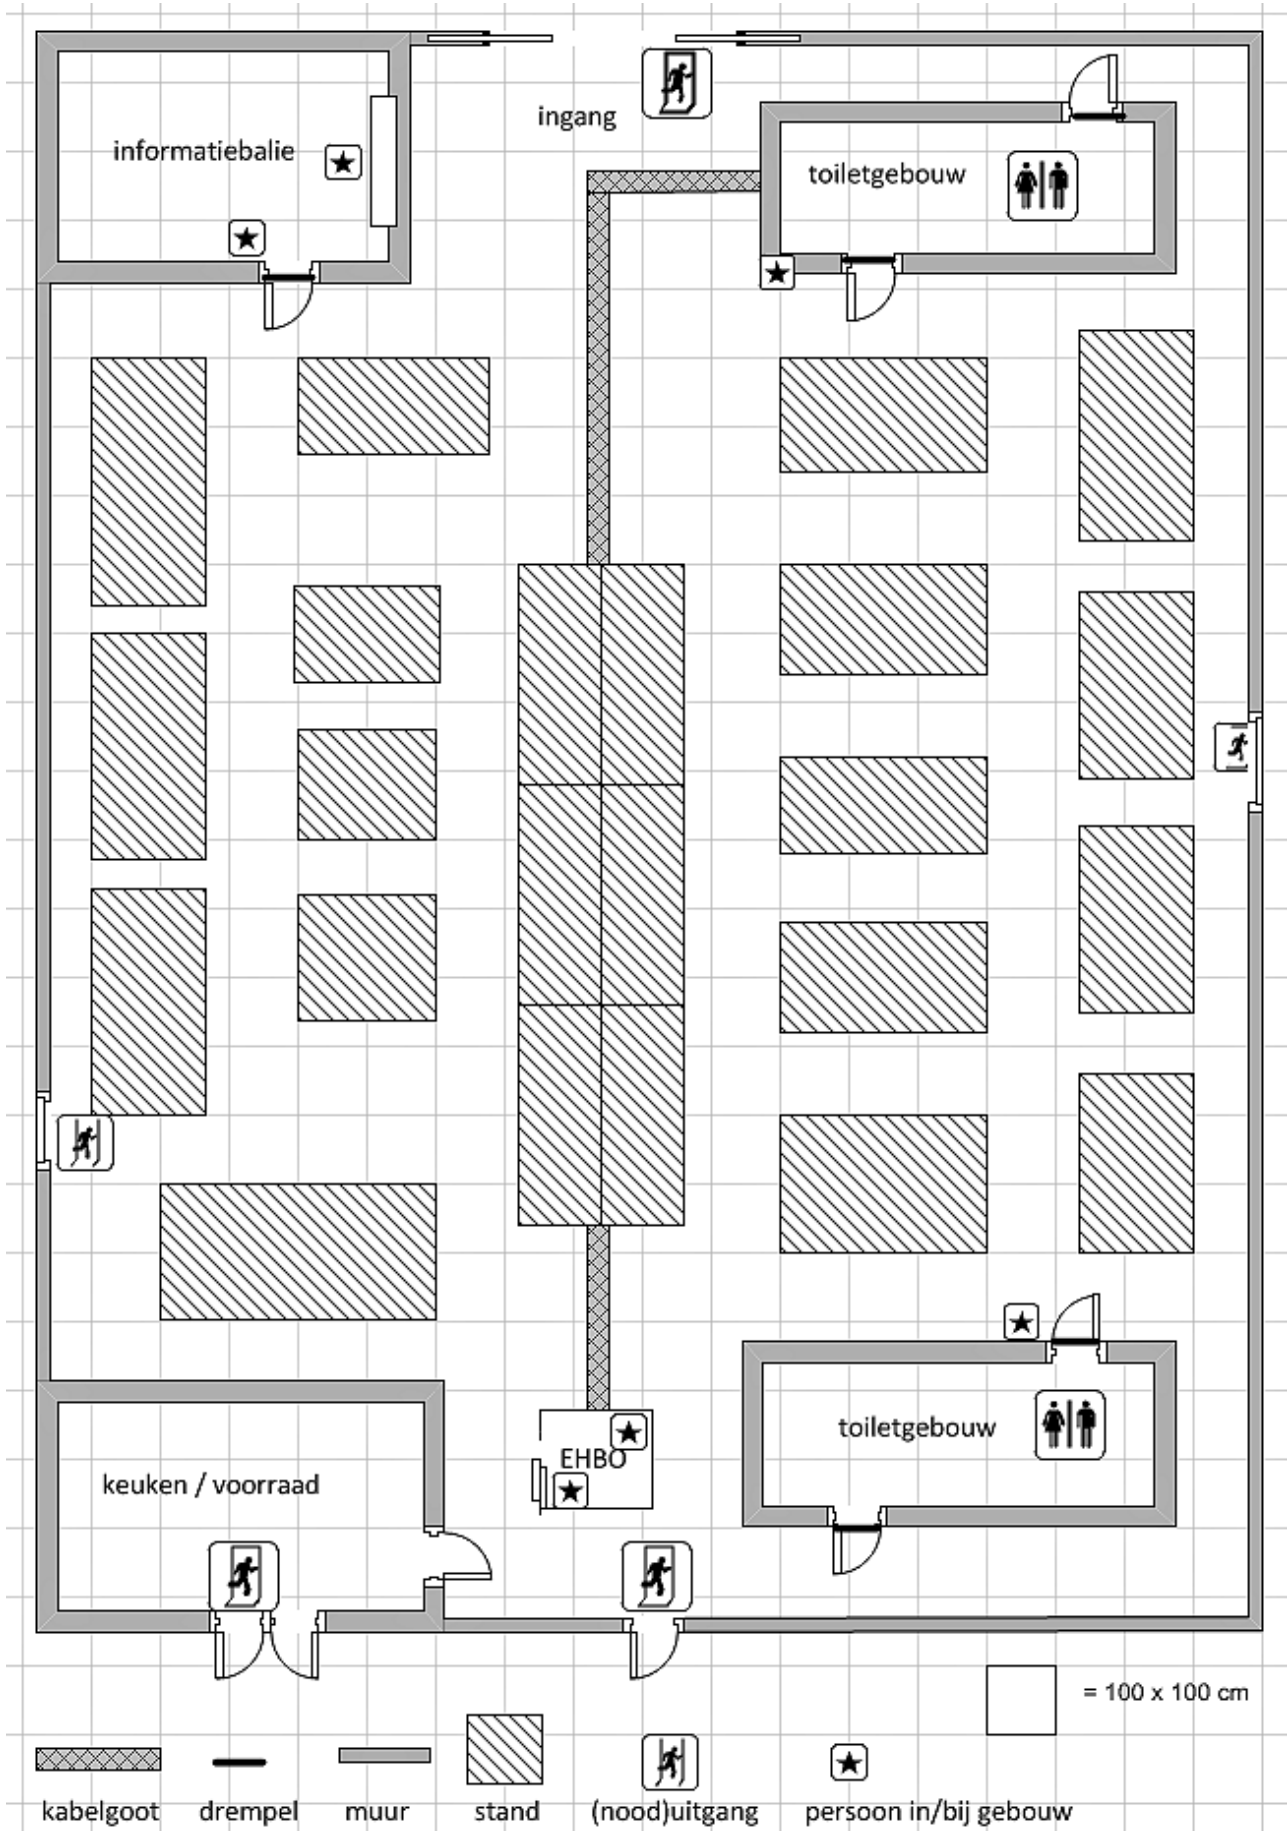 ingang
informatiebalie
toiletgebouw
toiletgebouw
EHBO
keuken / voorraad
= 100 x 100 cm
kabelgoot drempel muur stand (nood)uitgang persoon in/bij gebouw